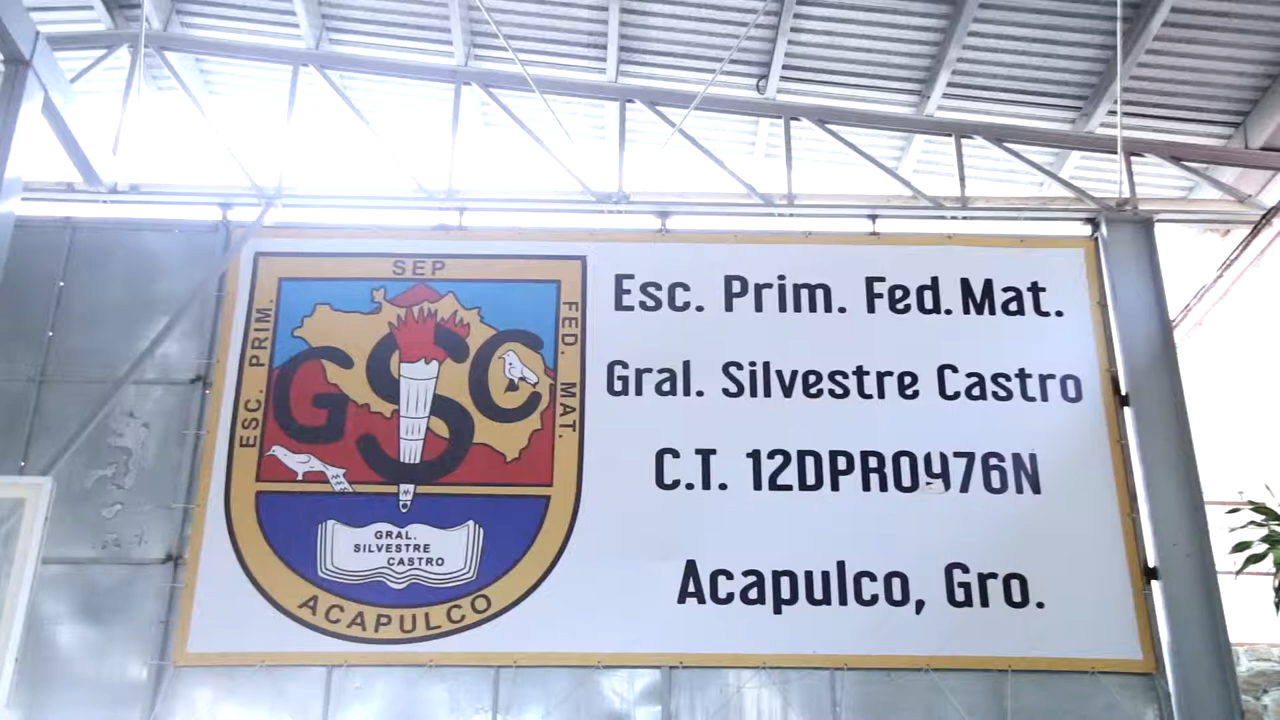 SEP
ESC. PRIM.
FED. MAT.
GSC
GRAL.
SILVESTRE
CASTRO
ACAPULCO
Esc. Prim. Fed. Mat.
Gral. Silvestre Castro
C.T. 12DPR0976N
Acapulco, Gro.